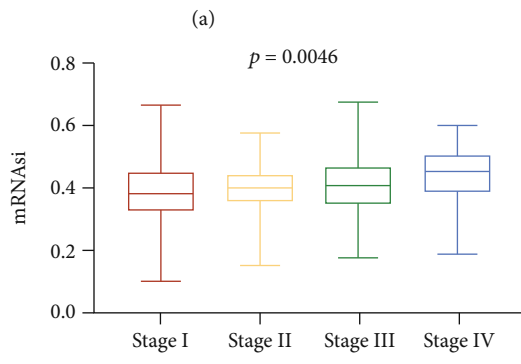 (a)
p = 0.0046
mRNAsi
0.8
0.6
0.4
0.2
0.0
Stage I
Stage II
Stage III
Stage IV